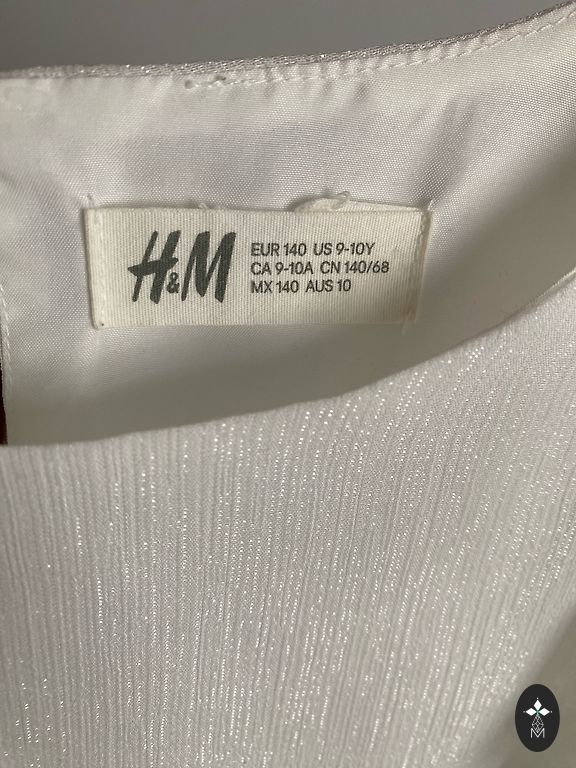 H&M
EUR 140 US 9-10Y
CA 9-10A CN 140/68
MX 140 AUS 10
M